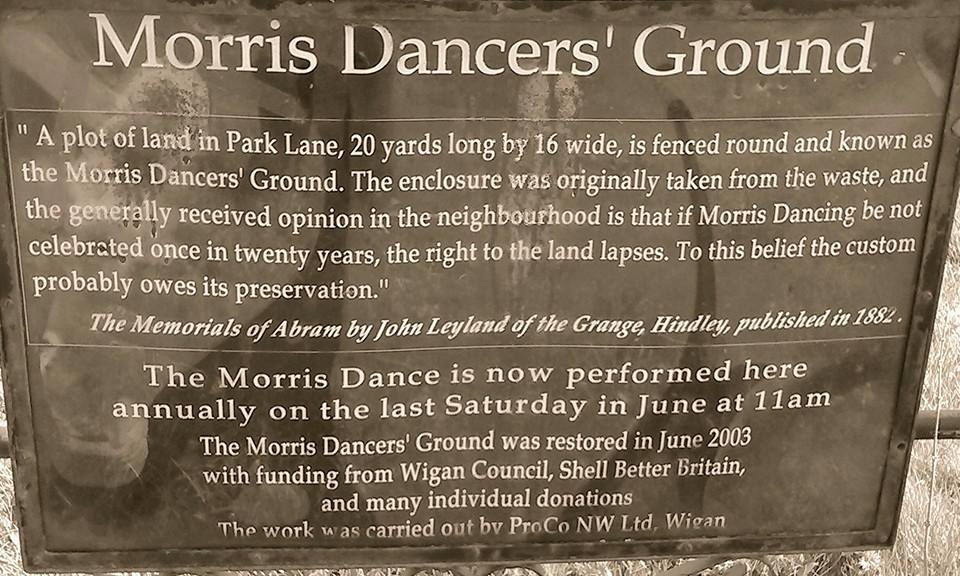 Morris Dancers' Ground
" A plot of land in Park Lane, 20 yards long by 16 wide, is fenced round and known as
the Morris Dancers' Ground. The enclosure was originally taken from the waste, and
the generally received opinion in the neighbourhood is that if Morris Dancing be not
celebrated once in twenty years, the right to the land lapses. To this belief the custom
probably owes its preservation."
The Memorials of Abram by John Leyland of the Grange, Hindley, published in 1882.
The Morris Dance is now performed here
annually on the last Saturday in June at 11am
The Morris Dancers' Ground was restored in June 2003
with funding from Wigan Council, Shell Better Britain,
and many individual donations
The work was carried out by ProCo NW Ltd. Wigan